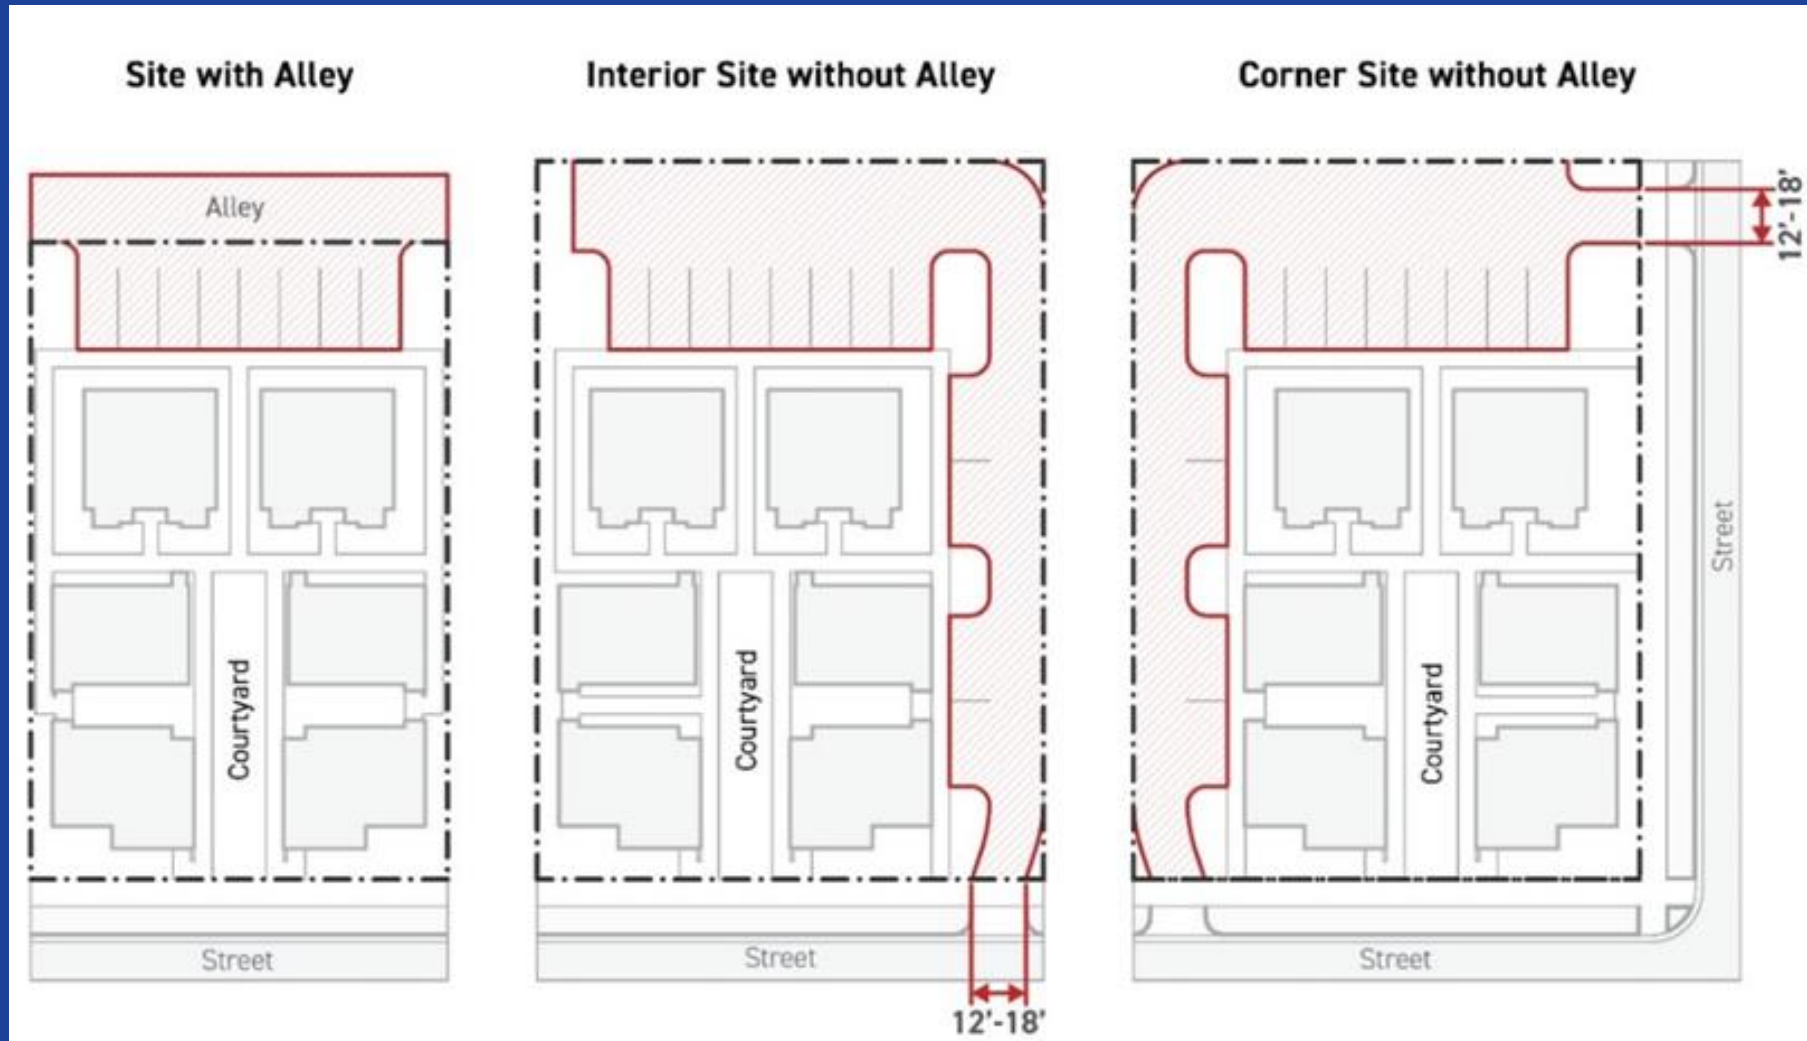 Site with Alley
Alley
Courtyard
Street
Interior Site without Alley
Courtyard
Street
12'-18'
Corner Site without Alley
12'-18'
Street
Courtyard
Street